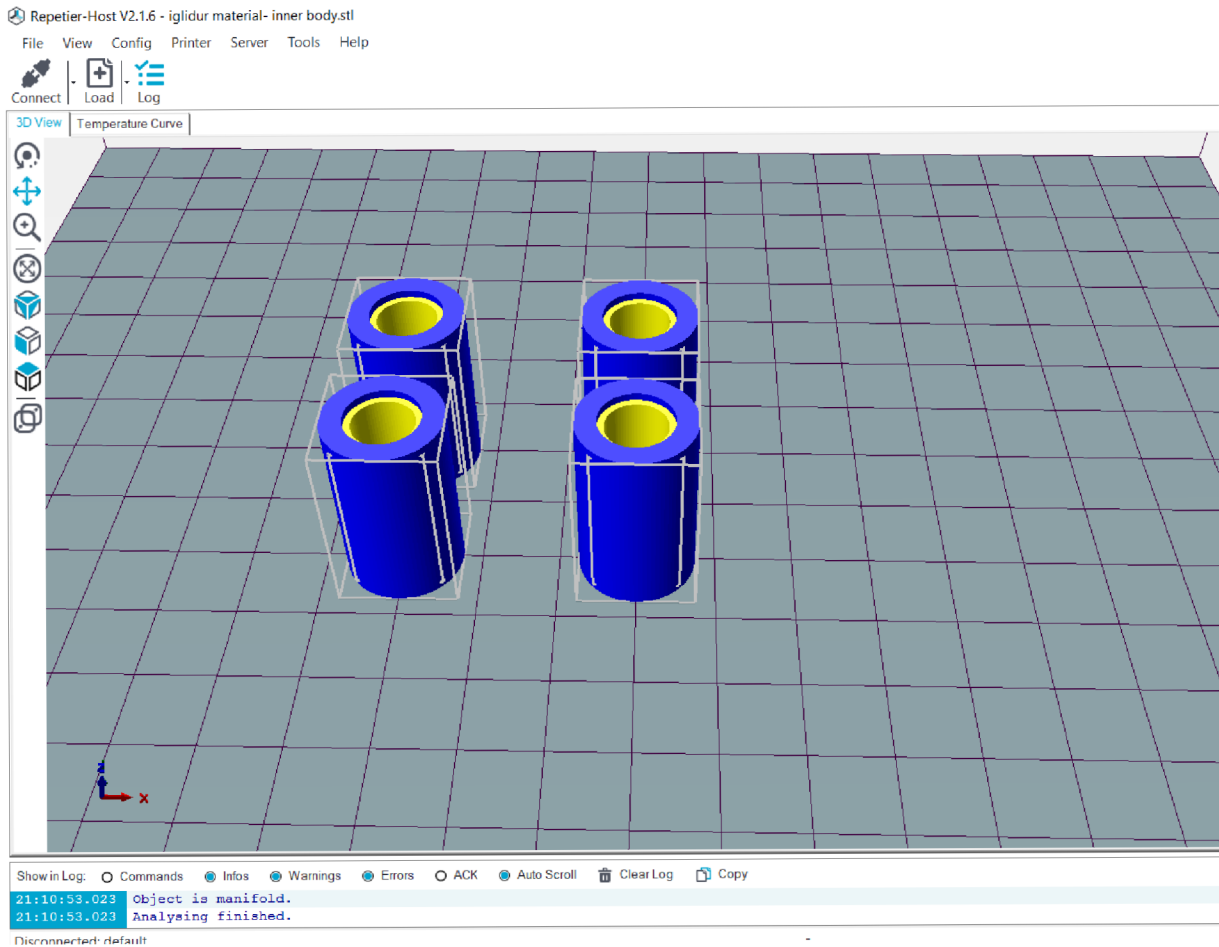 Repetier-Host V2.1.6 - iglidur material- inner body.stl
File View Config Printer Server Tools Help
Connect Load Log
3D View Temperature Curve
z
x
Show in Log: Commands Infos Warnings Errors ACK Auto Scroll Clear Log Copy
21:10:53.023 Object is manifold.
21:10:53.023 Analysing finished.
Disconnected: default -